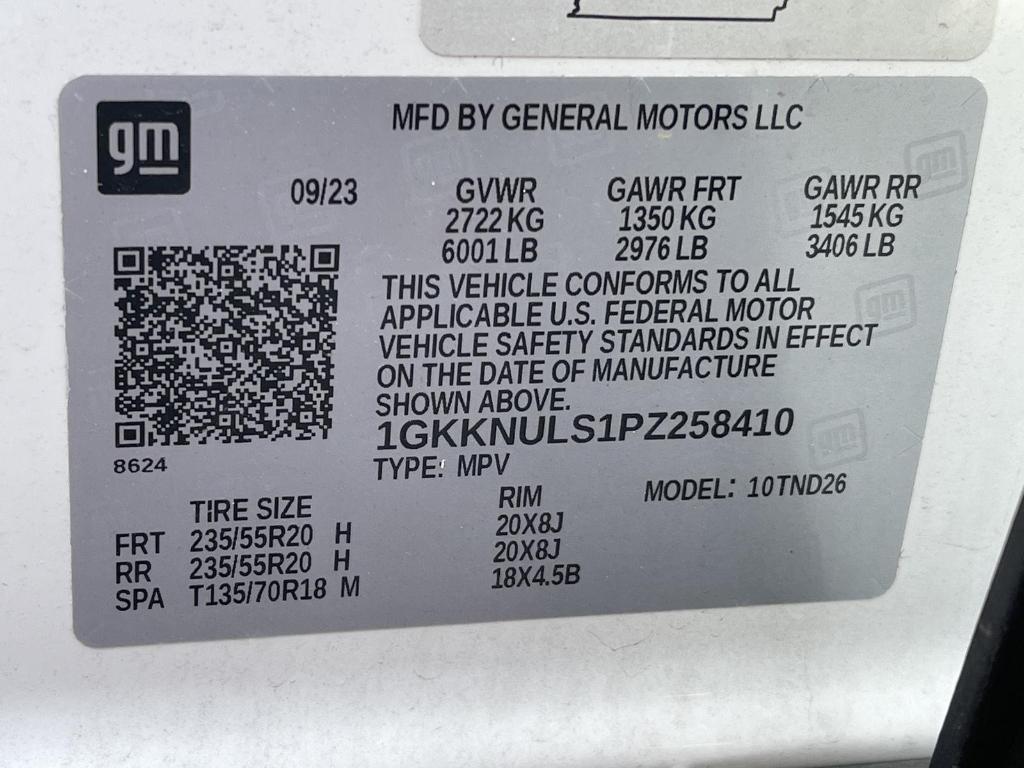 gm
MFD BY GENERAL MOTORS LLC
09/23 GVWR GAWR FRT GAWR RR
2722 KG 1350 KG 1545 KG
6001 LB 2976 LB 3406 LB
THIS VEHICLE CONFORMS TO ALL
APPLICABLE U.S. FEDERAL MOTOR
VEHICLE SAFETY STANDARDS IN EFFECT
ON THE DATE OF MANUFACTURE
SHOWN ABOVE.
1GKKNULS1PZ258410
8624
TYPE: MPV
TIRE SIZE RIM MODEL: 10TND26
FRT 235/55R20 H 20X8J
RR 235/55R20 H 20X8J
SPA T135/70R18 M 18X4.5B